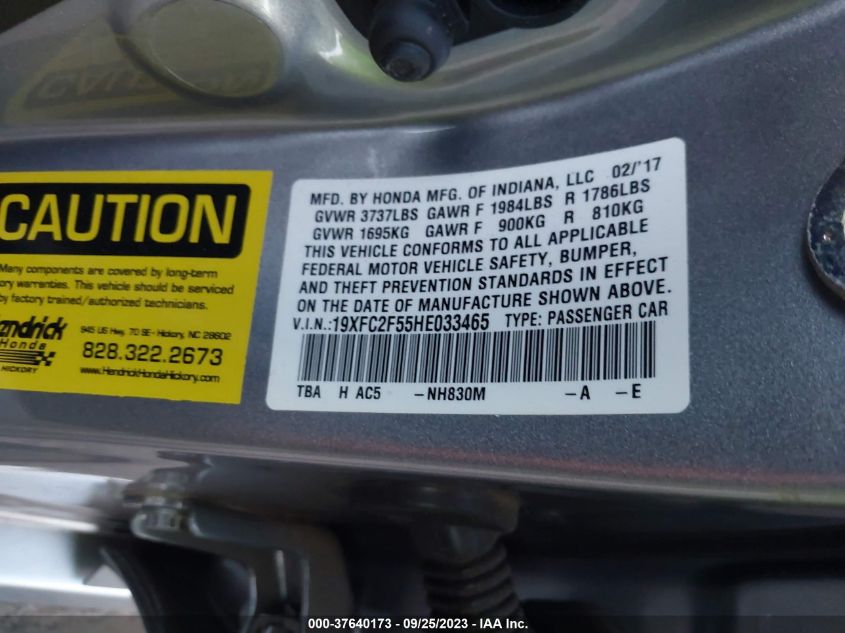 MFD. BY HONDA MFG. OF INDIANA, LLC 02/'17
GVWR 3737LBS GAWR F 1984LBS R 1786LBS
GVWR 1695KG GAWR F 900KG R 810KG
THIS VEHICLE CONFORMS TO ALL APPLICABLE
FEDERAL MOTOR VEHICLE SAFETY, BUMPER,
AND THEFT PREVENTION STANDARDS IN EFFECT
ON THE DATE OF MANUFACTURE SHOWN ABOVE.
V.I.N.:19XFC2F55HE033465 TYPE: PASSENGER CAR
TBA H AC5 -NH830M -A -E
CAUTION
Many components are covered by long-term
ory warranties. This vehicle should be serviced
by factory trained/authorized technicians.
Hendrick
Honda
HICKORY
945 US Hwy. 70 SE - Hickory, NC 28602
828.322.2673
www.HendrickHondaHickory.com
000-37640173 - 09/25/2023 - IAA Inc.